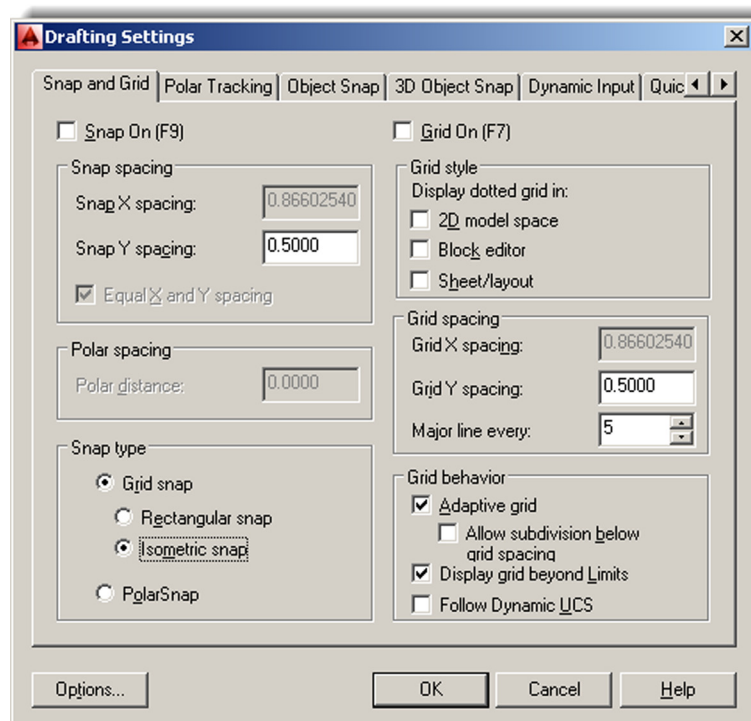 Drafting Settings
Snap and Grid
Polar Tracking
Object Snap
3D Object Snap
Dynamic Input
Quic
Snap On (F9)
Snap spacing
Snap X spacing:
0.86602540
Snap Y spacing:
0.5000
Equal X and Y spacing
Polar spacing
Polar distance:
0.0000
Snap type
Grid snap
Rectangular snap
Isometric snap
PolarSnap
Grid On (F7)
Grid style
Display dotted grid in:
2D model space
Block editor
Sheet/layout
Grid spacing
Grid X spacing:
0.86602540
Grid Y spacing:
0.5000
Major line every:
5
Grid behavior
Adaptive grid
Allow subdivision below
grid spacing
Display grid beyond Limits
Follow Dynamic UCS
Options...
OK
Cancel
Help